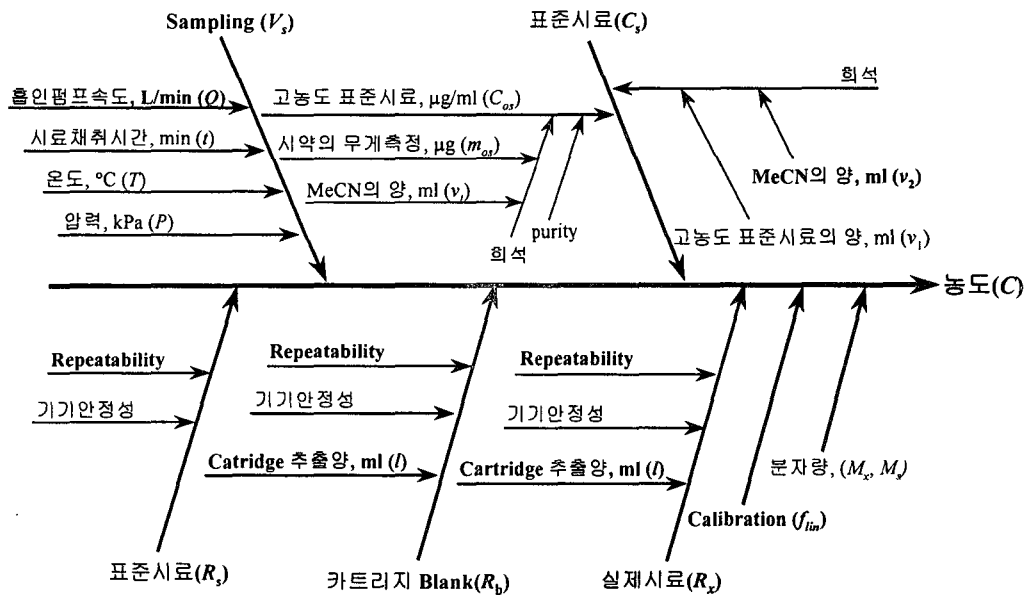 Sampling (Vs)
표준시료(Cs)
흡인펌프속도, L/min (Q)
고농도 표준시료, μg/ml (Cos)
희석
시료채취시간, min (t)
시약의 무게측정, μg (mos)
온도, °C (T)
MeCN의 양, ml (vl)
MeCN의 양, ml (v2)
압력, kPa (P)
희석
purity
고농도 표준시료의 양, ml (v1)
농도(C)
Repeatability
Repeatability
Repeatability
기기안정성
기기안정성
기기안정성
Catridge 추출양, ml (l)
Cartridge 추출양, ml (l)
분자량, (Mx, Ms)
Calibration (flin)
표준시료(Rs)
카트리지 Blank(Rb)
실제시료(Rx)